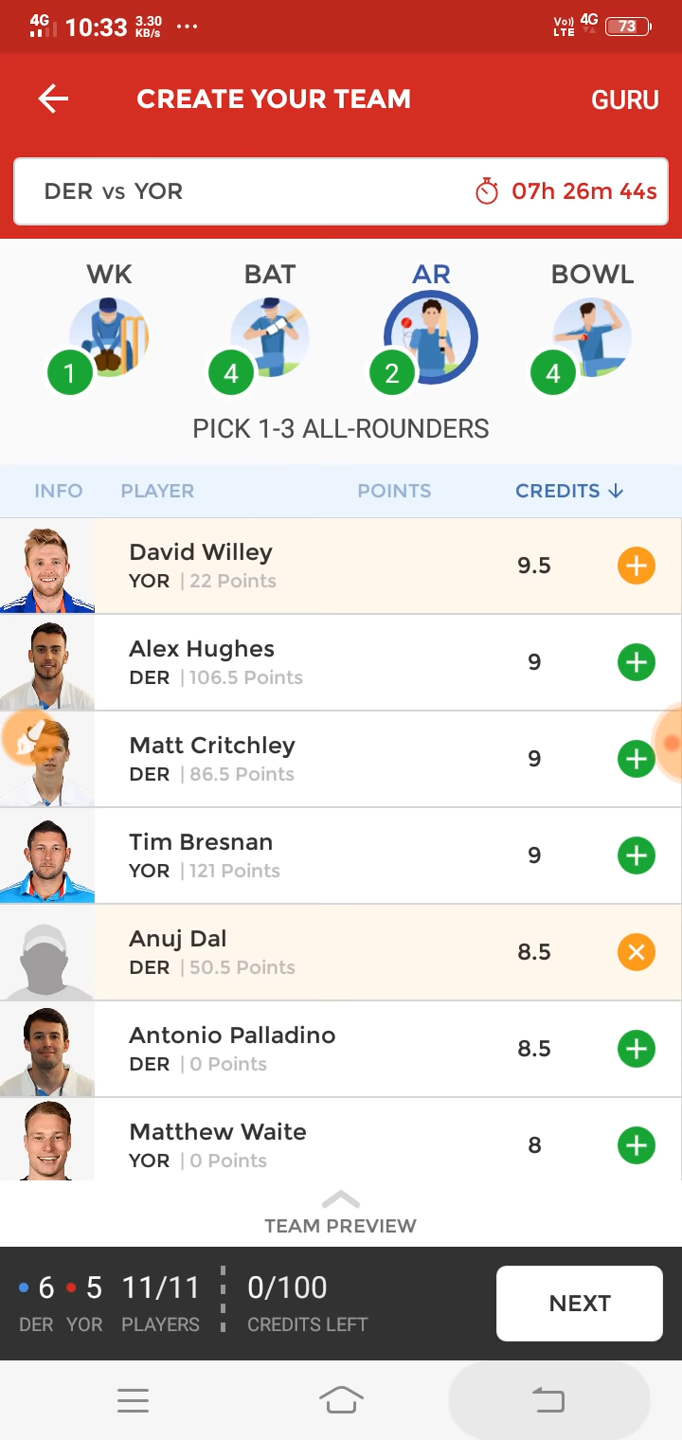 4G 10:33 3.30 KB/s ... Vo)) LTE 4G 73
CREATE YOUR TEAM GURU
DER vs YOR 07h 26m 44s
WK BAT AR BOWL
1 4 2 4
PICK 1-3 ALL-ROUNDERS
INFO PLAYER POINTS CREDITS ↓
David Willey
YOR | 22 Points 9.5
Alex Hughes
DER | 106.5 Points 9
Matt Critchley
DER | 86.5 Points 9
Tim Bresnan
YOR | 121 Points 9
Anuj Dal
DER | 50.5 Points 8.5
Antonio Palladino
DER | 0 Points 8.5
Matthew Waite
YOR | 0 Points 8
TEAM PREVIEW
6 5 11/11 0/100
DER YOR PLAYERS CREDITS LEFT
NEXT